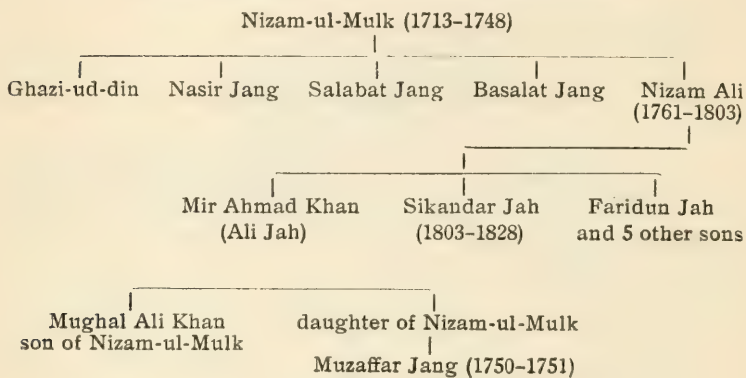 Nizam-ul-Mulk (1713–1748)
Ghazi-ud-din Nasir Jang Salabat Jang Basalat Jang Nizam Ali
(1761–1803)
Mir Ahmad Khan Sikandar Jah Faridun Jah
(Ali Jah) (1803–1828) and 5 other sons
Mughal Ali Khan daughter of Nizam-ul-Mulk
son of Nizam-ul-Mulk
Muzaffar Jang (1750–1751)